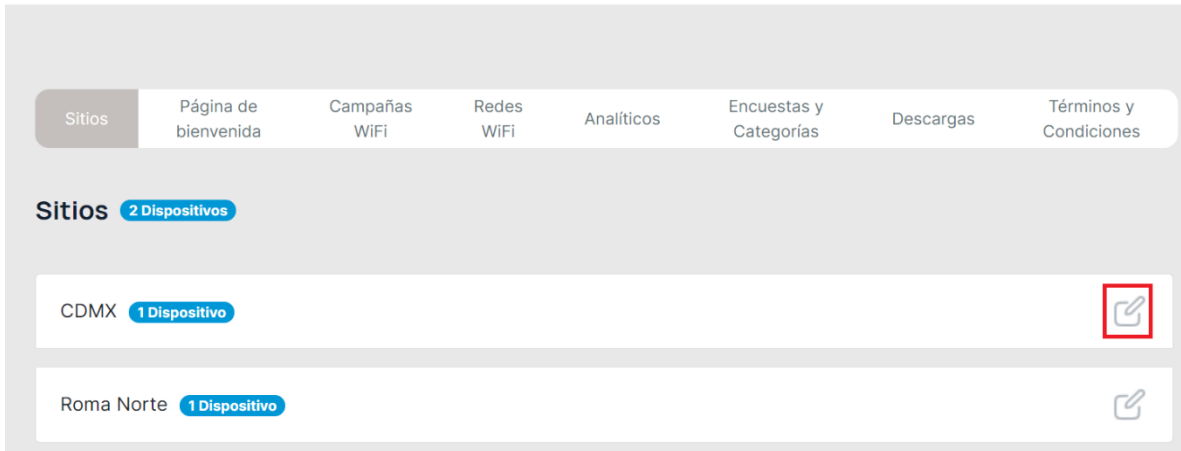 Sitios
Página de
bienvenida
Campañas
WiFi
Redes
WiFi
Analíticos
Encuestas y
Categorías
Descargas
Términos y
Condiciones
Sitios 2 Dispositivos
CDMX 1 Dispositivo
Roma Norte 1 Dispositivo